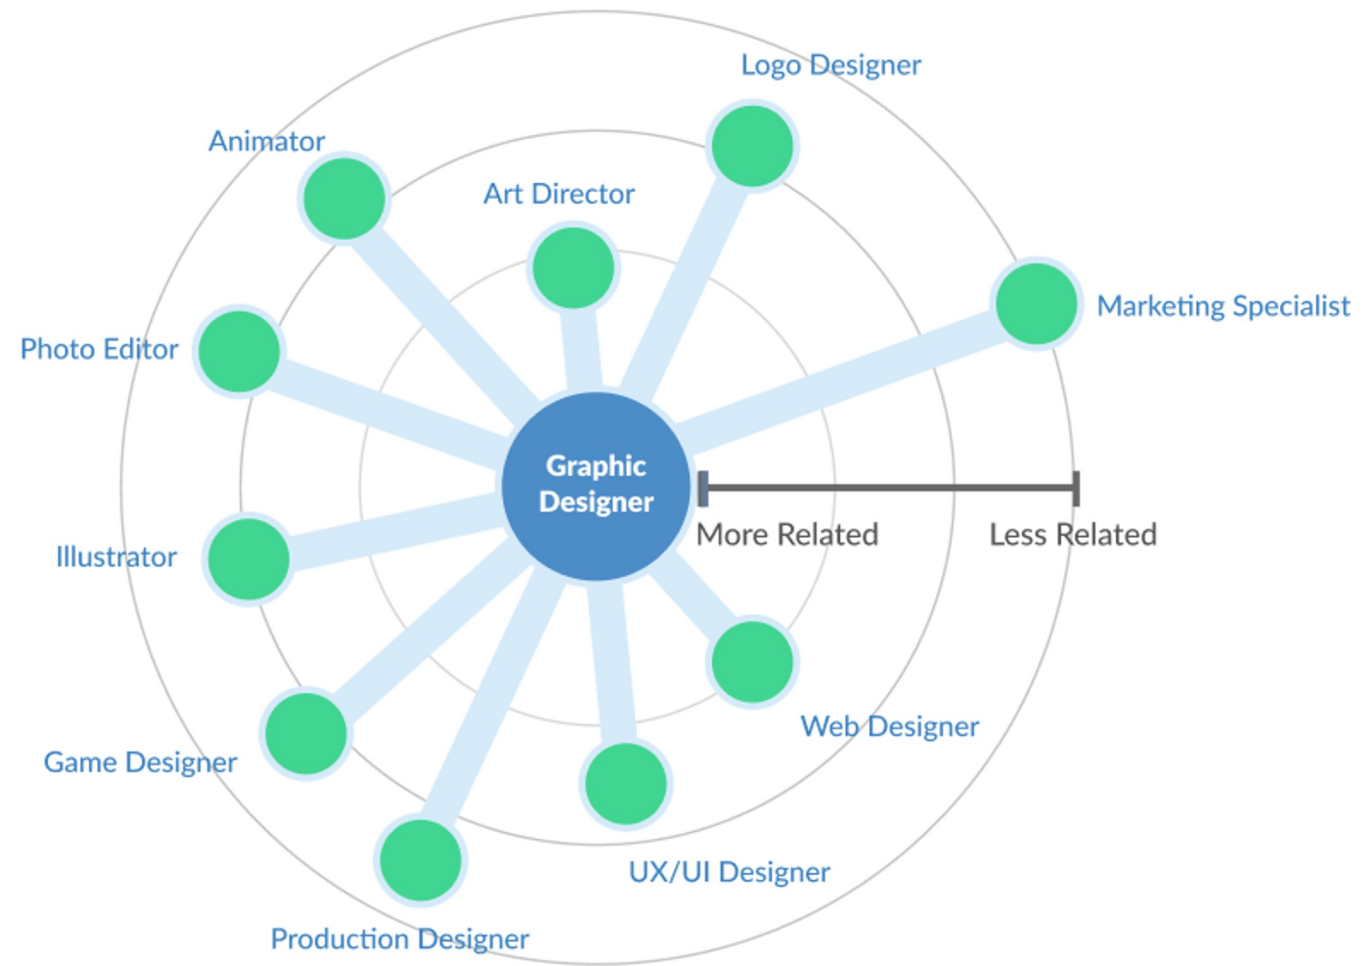 Logo Designer
Animator
Art Director
Marketing Specialist
Photo Editor
Graphic
Designer
More Related
Less Related
Illustrator
Web Designer
Game Designer
UX/UI Designer
Production Designer